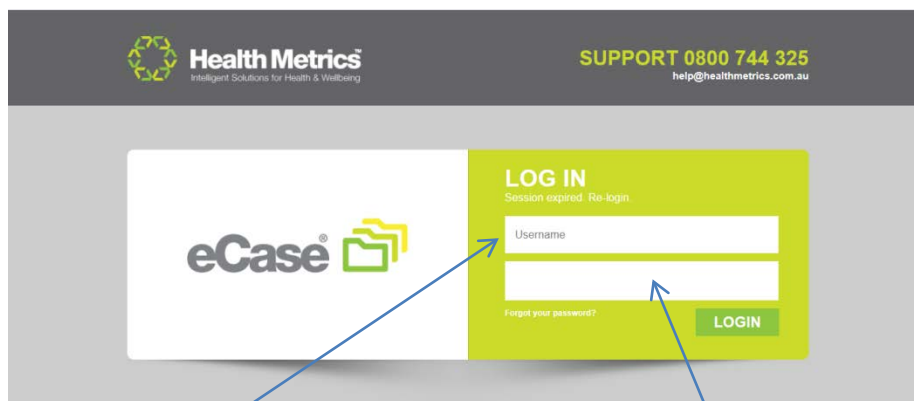 Health Metrics™
Intelligent Solutions for Health & Wellbeing
SUPPORT 0800 744 325
help@healthmetrics.com.au
eCase®
LOG IN
Session expired. Re-login.
Username
Forgot your password?
LOGIN